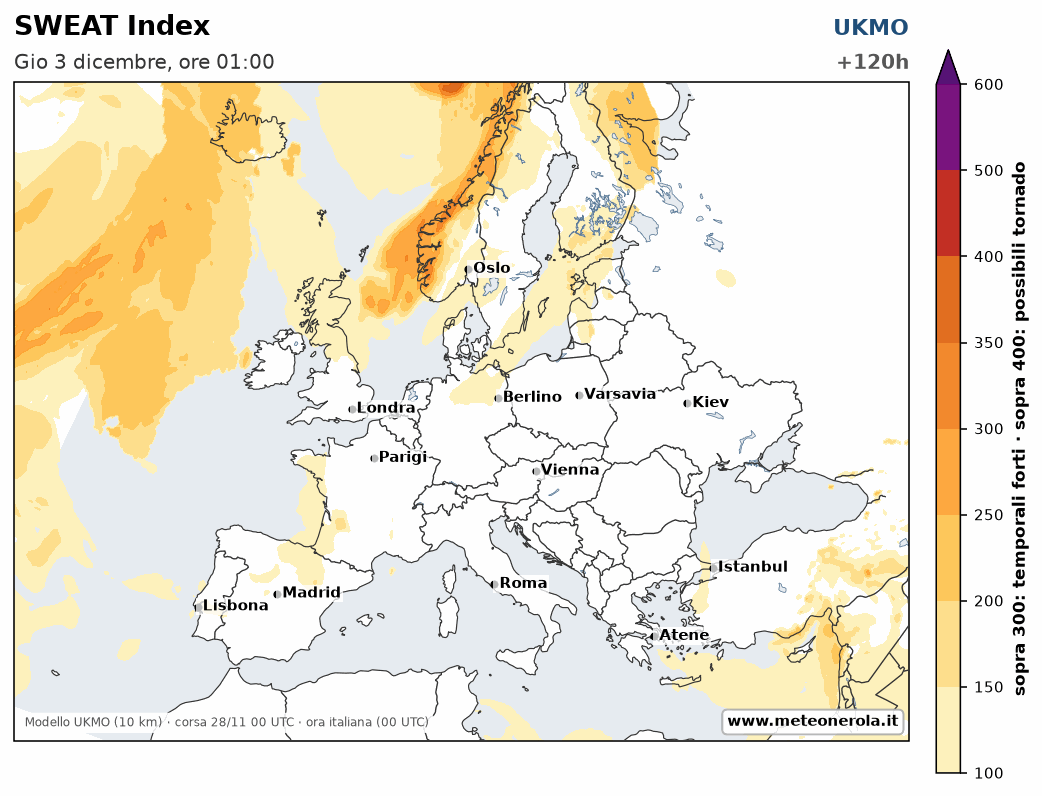 SWEAT Index
UKMO
Gio 3 dicembre, ore 01:00
+120h
600
500
400
350
300
250
200
150
100
sopra 300: temporali forti · sopra 400: possibili tornado
Oslo
Londra
Berlino
Varsavia
Kiev
Parigi
Vienna
Istanbul
Madrid
Roma
Lisbona
Atene
Modello UKMO (10 km) · corsa 28/11 00 UTC · ora italiana (00 UTC)
www.meteonerola.it